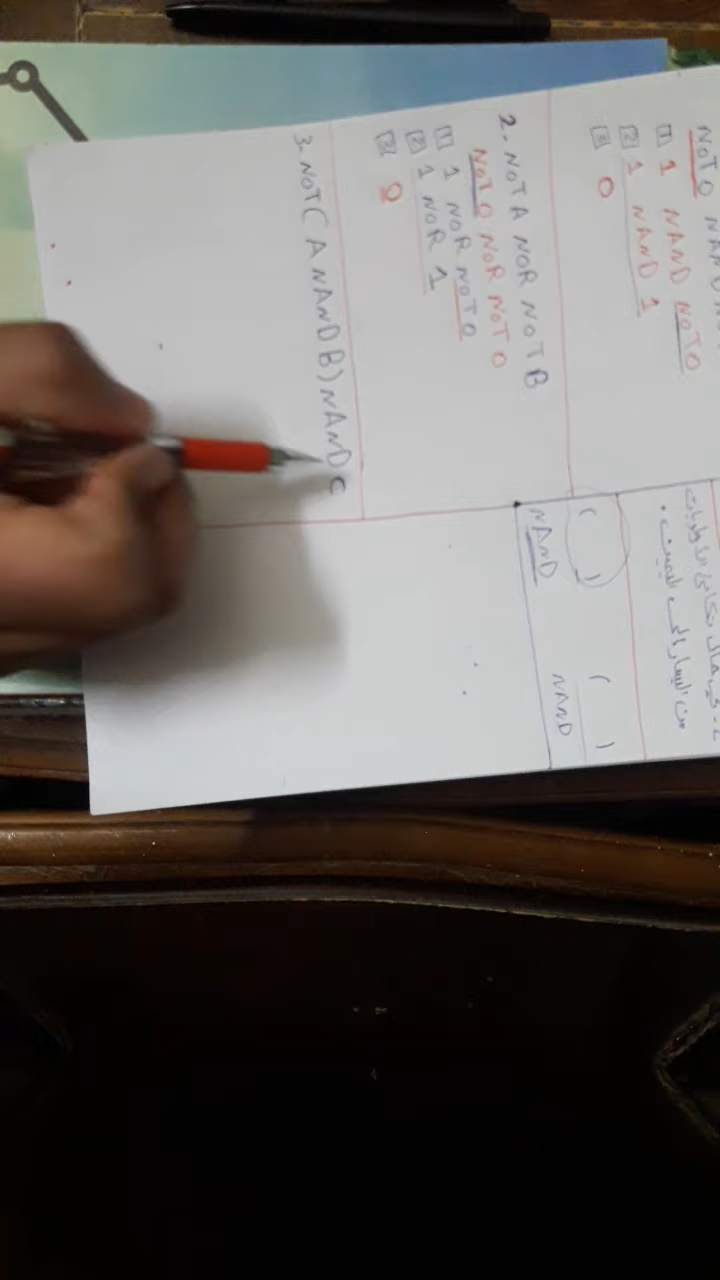 NOT 0 NAND
1 1 NAND NOT 0
2 1 NAND 1
3 0
2- NOT A NOR NOT B
NOT 0 NOR NOT 0
1 1 NOR NOT 0
2 1 NOR 1
3 0
3- NOT ( A NAND B ) NAND C
من اليسار الى اليمين.
( ) ( )
NAND NAND